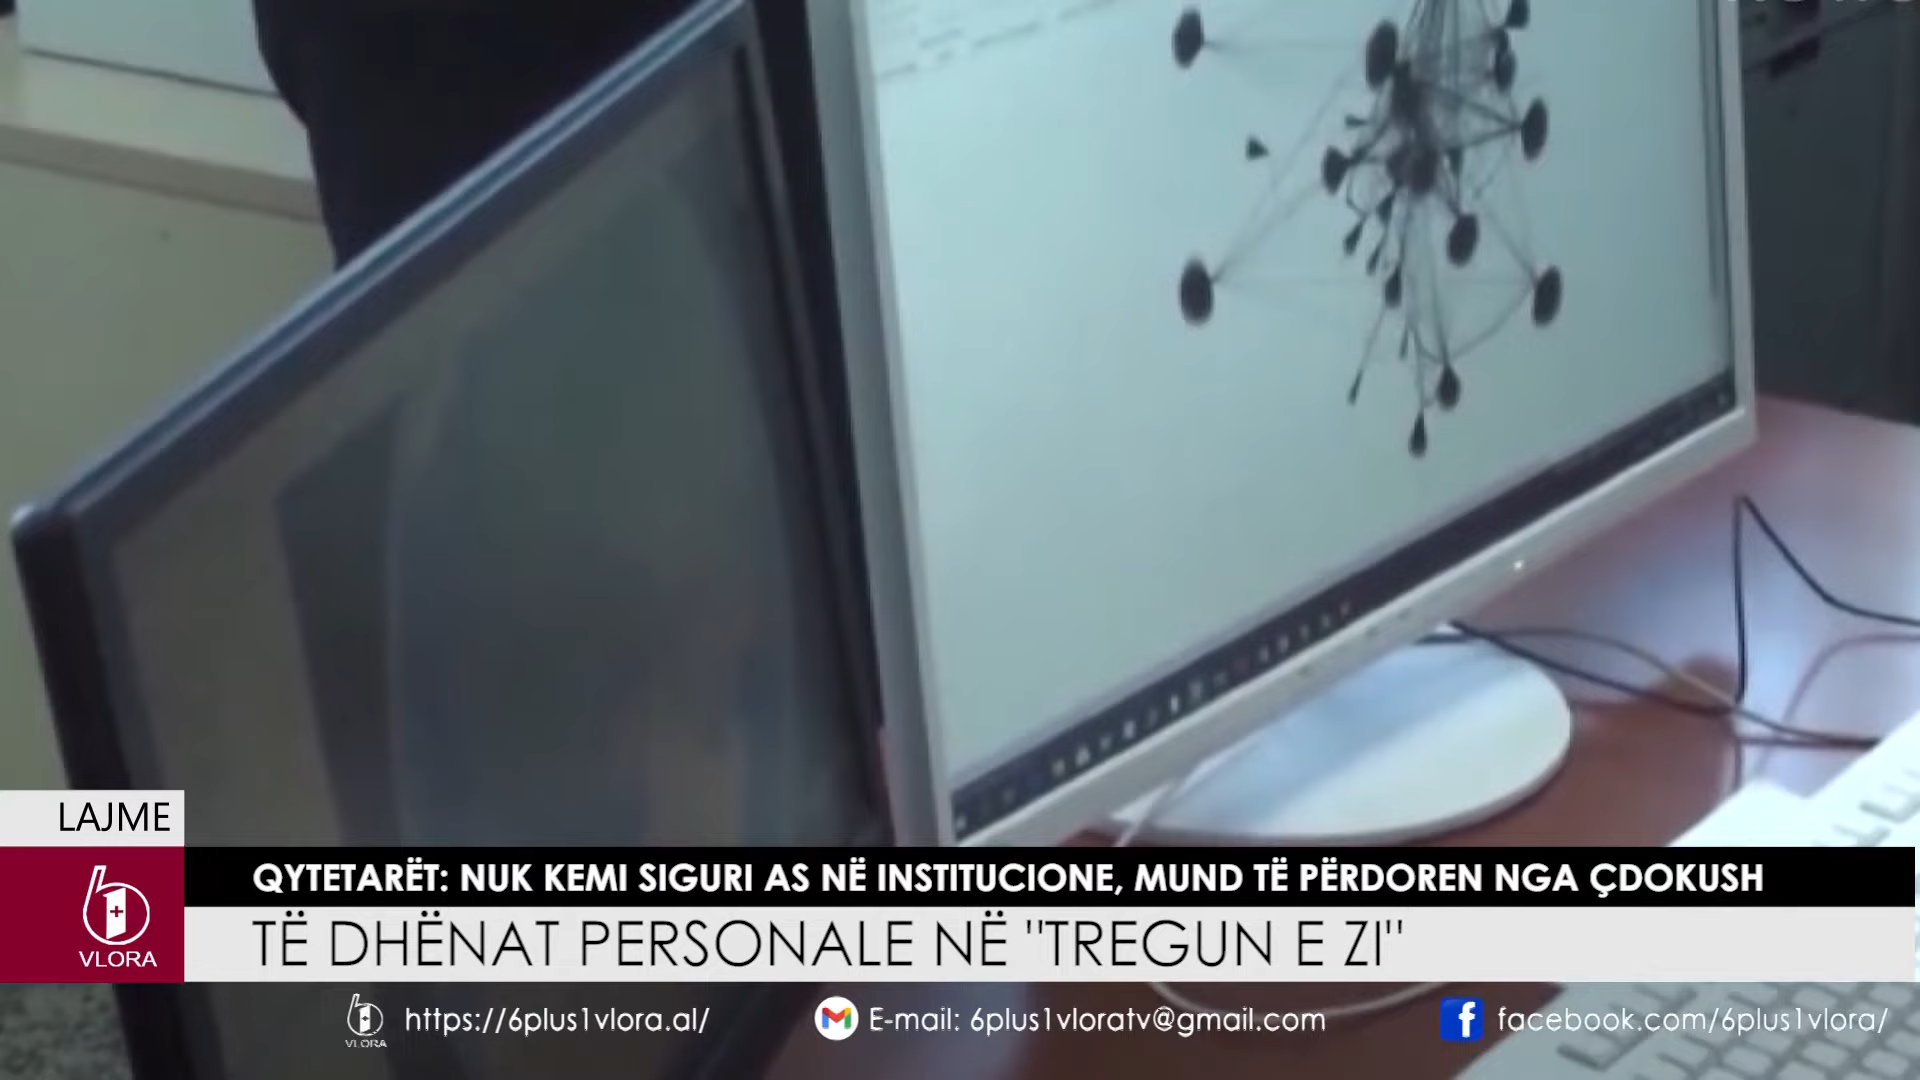 LAJME
QYTETARËT: NUK KEMI SIGURI AS NË INSTITUCIONE, MUND TË PËRDOREN NGA ÇDOKUSH
TË DHËNAT PERSONALE NË "TREGUN E ZI"
VLORA
VLORA
https://6plus1vlora.al/
E-mail: 6plus1vloratv@gmail.com
facebook.com/6plus1vlora/